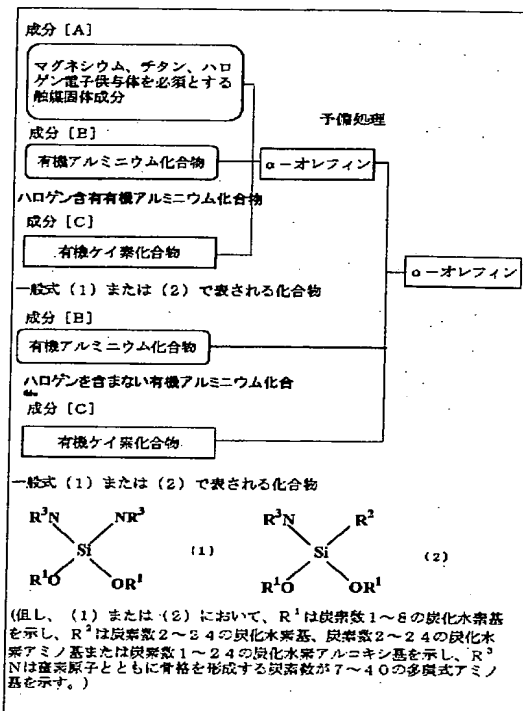 成分 [A]
マグネシウム、チタン、ハロ
ゲン電子供与体を必須とする
触媒固体成分
予備処理
成分 [B]
有機アルミニウム化合物
α－オレフィン
ハロゲン含有有機アルミニウム化合物
成分 [C]
有機ケイ素化合物
α－オレフィン
一般式 (1) または (2) で表される化合物
成分 [B]
有機アルミニウム化合物
ハロゲンを含まない有機アルミニウム化合
物
成分 [C]
有機ケイ素化合物
一般式 (1) または (2) で表される化合物
R³N NR³ R³N R²
Si (1) Si (2)
R¹O OR¹ R¹O OR¹
(但し、(1) または (2) において、R¹は炭素数1～8の炭化水素基
を示し、R²は炭素数2～24の炭化水素基、炭素数2～24の炭化水
素アミノ基または炭素数1～24の炭化水素アルコキシ基を示し、R³
Nは窒素原子とともに骨格を形成する炭素数が7～40の多環式アミノ
基を示す。)